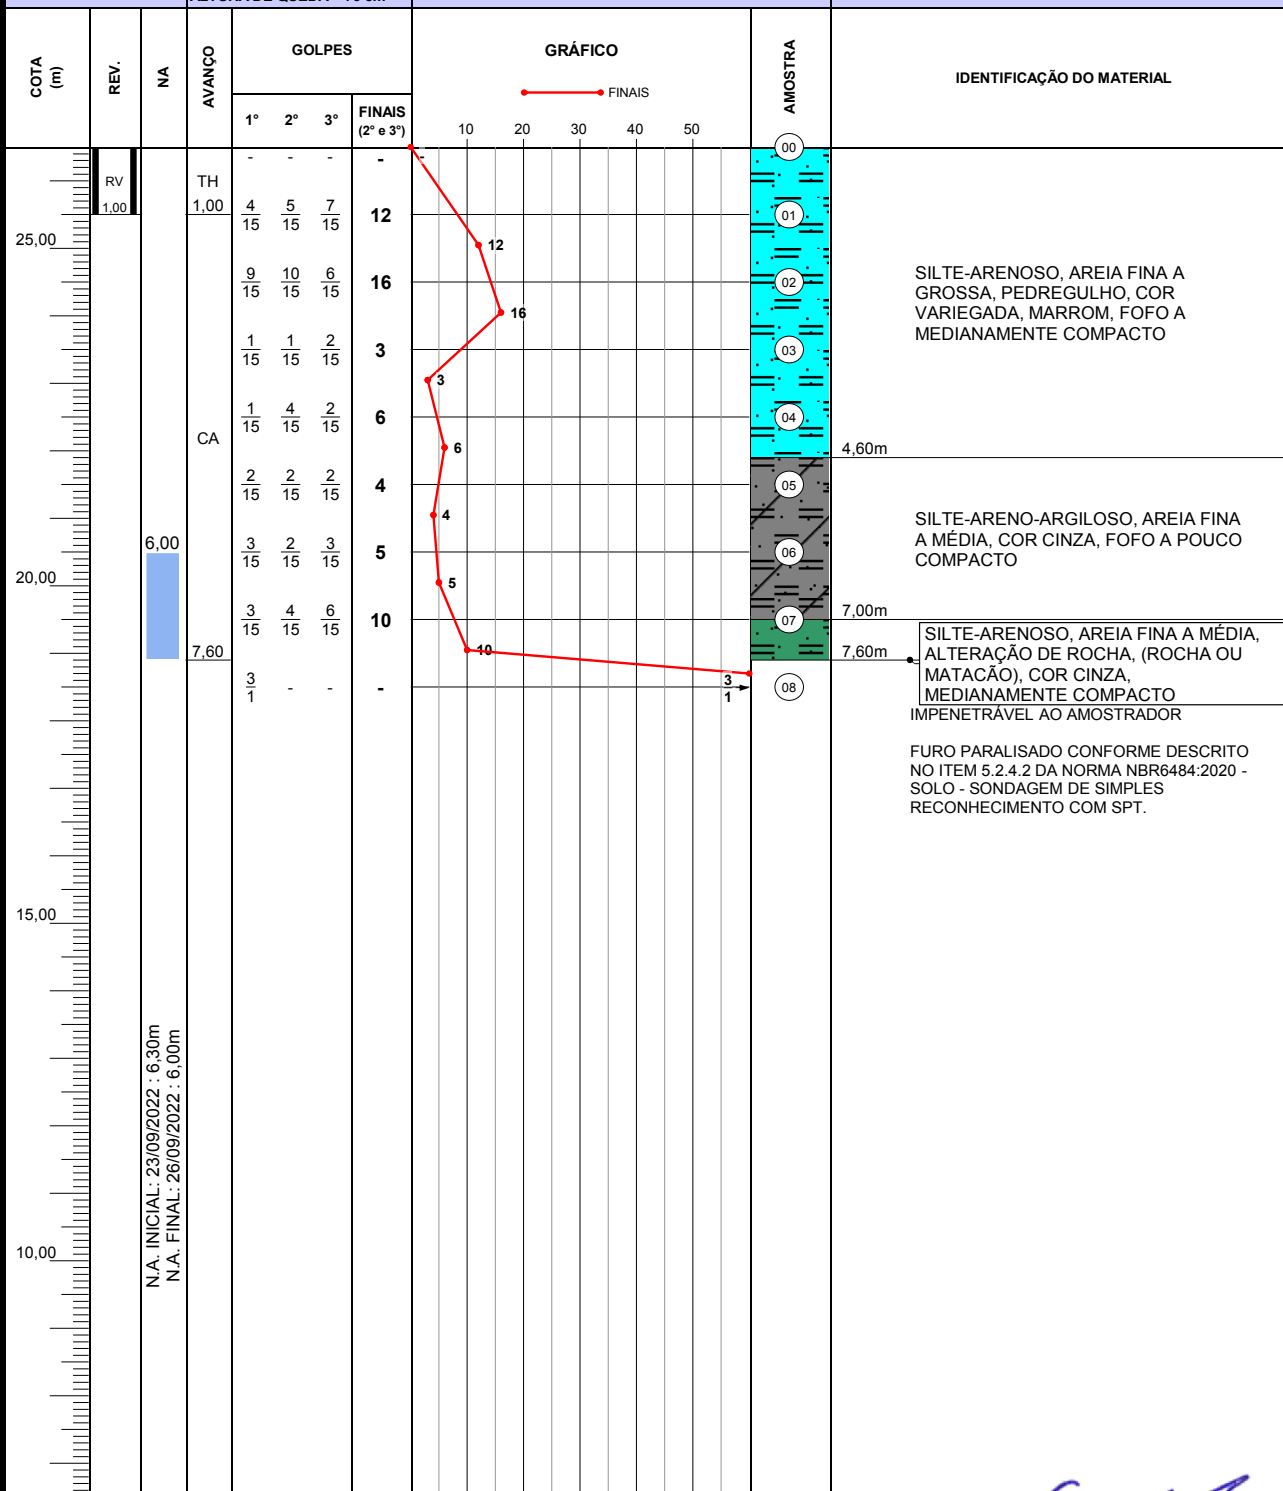 COTA (m)
REV.
NA
AVANÇO
GOLPES
1° 2° 3° FINAIS (2° e 3°)
GRÁFICO
FINAIS
10 20 30 40 50
AMOSTRA
IDENTIFICAÇÃO DO MATERIAL
- - - - - 00
RV TH
1,00 1,00 4/15 5/15 7/15 12 01
25,00 12
9/15 10/15 6/15 16 02
SILTE-ARENOSO, AREIA FINA A
GROSSA, PEDREGULHO, COR
VARIEGADA, MARROM, FOFO A
MEDIANAMENTE COMPACTO
16
1/15 1/15 2/15 3 03
3
1/15 4/15 2/15 6 04
CA
6 4,60m
2/15 2/15 2/15 4 05
4
SILTE-ARENO-ARGILOSO, AREIA FINA
A MÉDIA, COR CINZA, FOFO A POUCO
COMPACTO
6,00 3/15 2/15 3/15 5 06
20,00 5
7,00m
3/15 4/15 6/15 10 07
7,60 10 7,60m
SILTE-ARENOSO, AREIA FINA A MÉDIA,
ALTERAÇÃO DE ROCHA, (ROCHA OU
MATACÃO), COR CINZA,
MEDIANAMENTE COMPACTO
3/1 - - - 3/1 08
IMPENETRÁVEL AO AMOSTRADOR
FURO PARALISADO CONFORME DESCRITO
NO ITEM 5.2.4.2 DA NORMA NBR6484:2020 -
SOLO - SONDAGEM DE SIMPLES
RECONHECIMENTO COM SPT.
15,00
N.A. INICIAL: 23/09/2022 : 6,30m
N.A. FINAL: 26/09/2022 : 6,00m
10,00